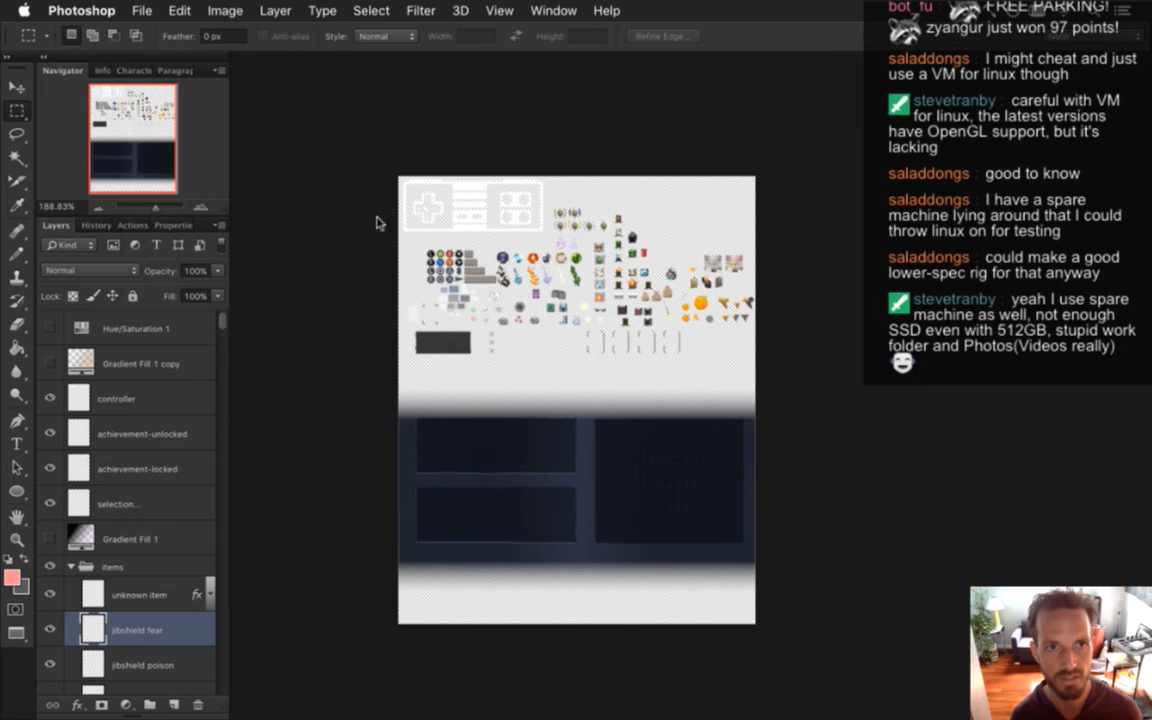 Photoshop File Edit Image Layer Type Select Filter 3D View Window Help
Feather: 0 px Anti-alias Style: Normal Width: Height: Refine Edge...
Navigator Info Characte Paragraj
188.83%
Layers History Actions Propertie
Kind
Normal Opacity: 100%
Lock: Fill: 100%
Hue/Saturation 1
Gradient Fill 1 copy
controller
achievement-unlocked
achievement-locked
selection...
Gradient Fill 1
items
unknown item fx
jibshield fear
jibshield poison
bot_fu FREE PARKING!
zyangur just won 97 points!
saladdongs: I might cheat and just
use a VM for linux though
stevetranby: careful with VM
for linux, the latest versions
have OpenGL support, but it's
lacking
saladdongs: good to know
saladdongs: I have a spare
machine lying around that I could
throw linux on for testing
saladdongs: could make a good
lower-spec rig for that anyway
stevetranby: yeah I use spare
machine as well, not enough
SSD even with 512GB, stupid work
folder and Photos(Videos really)